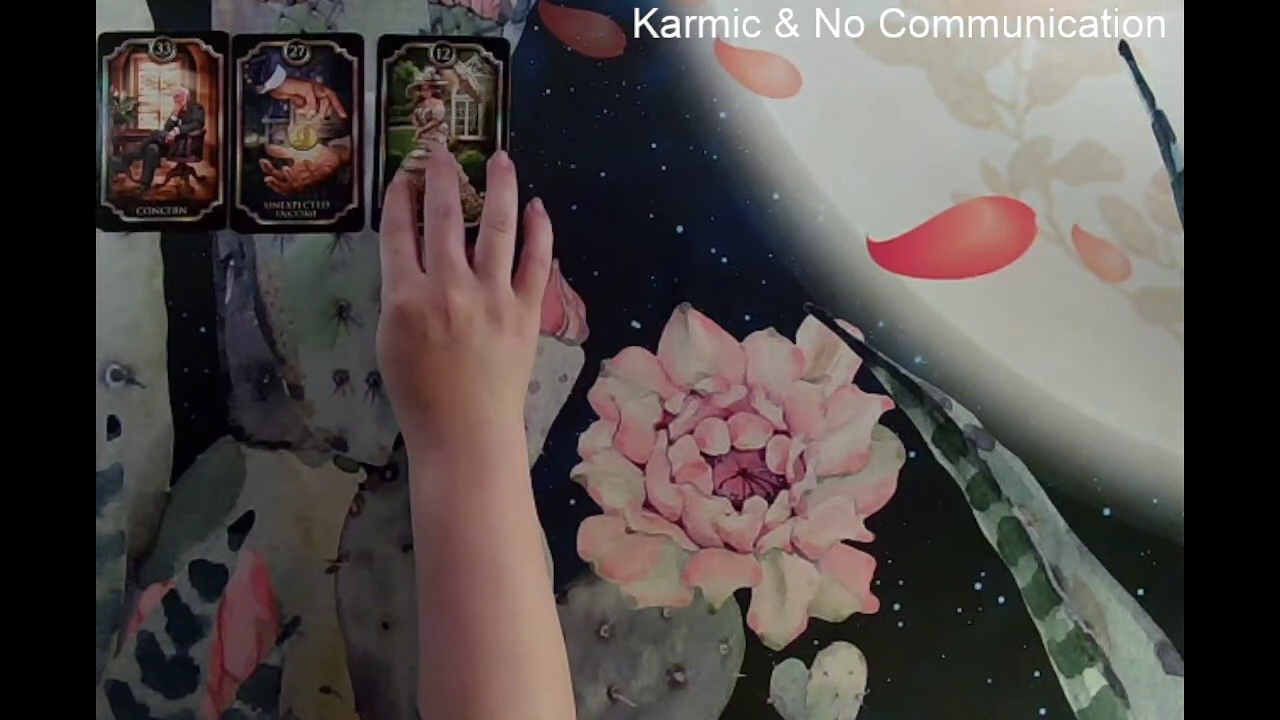 Karmic & No Communication
33
27
12
CONCERN
UNEXPECTED
INCOME